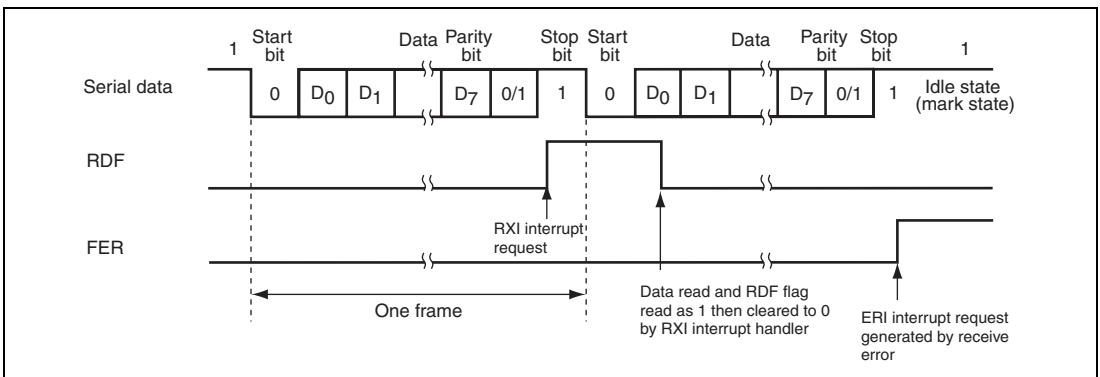 1 Start bit Data Parity bit Stop bit Start bit Data Parity bit Stop bit 1
Serial data 0 D0 D1 D7 0/1 1 0 D0 D1 D7 0/1 1 Idle state (mark state)
RDF
RXI interrupt
request
FER
One frame
Data read and RDF flag
read as 1 then cleared to 0
by RXI interrupt handler
ERI interrupt request
generated by receive
error